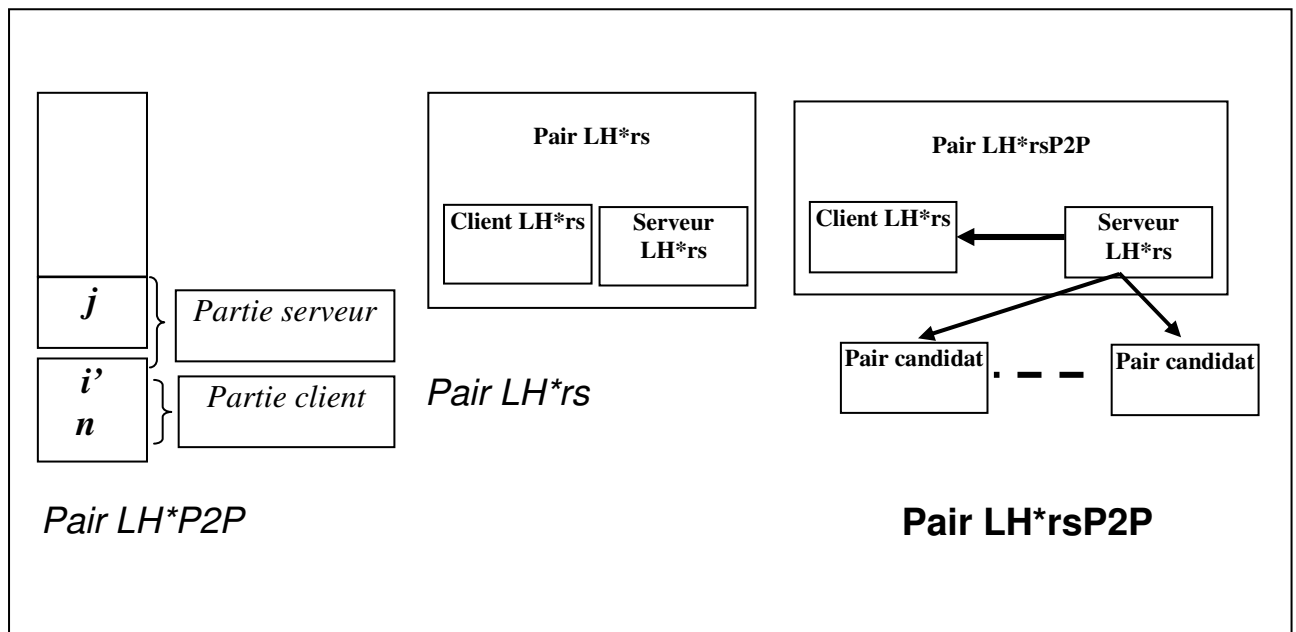 j
Partie serveur
i’
n
Partie client
Pair LH*P2P
Pair LH*rs
Client LH*rs
Serveur
LH*rs
Pair LH*rs
Pair LH*rsP2P
Client LH*rs
Serveur
LH*rs
Pair candidat
Pair candidat
Pair LH*rsP2P